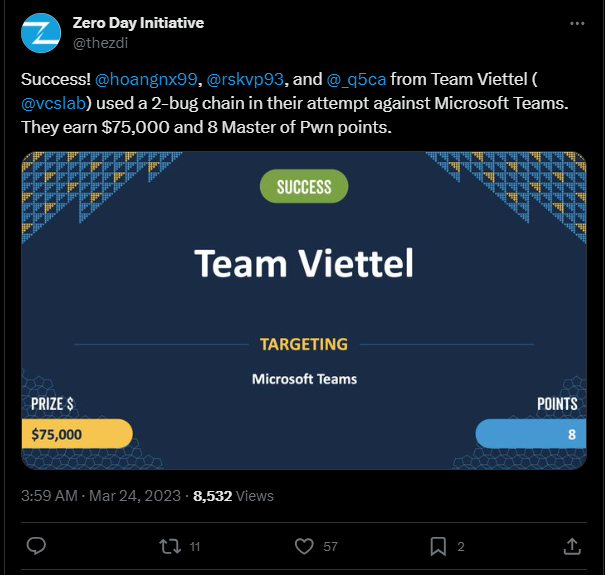 Zero Day Initiative
@thezdi
Success! @hoangnx99, @rskvp93, and @_q5ca from Team Viettel (
@vcslab) used a 2-bug chain in their attempt against Microsoft Teams.
They earn $75,000 and 8 Master of Pwn points.
SUCCESS
Team Viettel
TARGETING
Microsoft Teams
PRIZE $
POINTS
$75,000
8
3:59 AM · Mar 24, 2023 · 8,532 Views
11
57
2